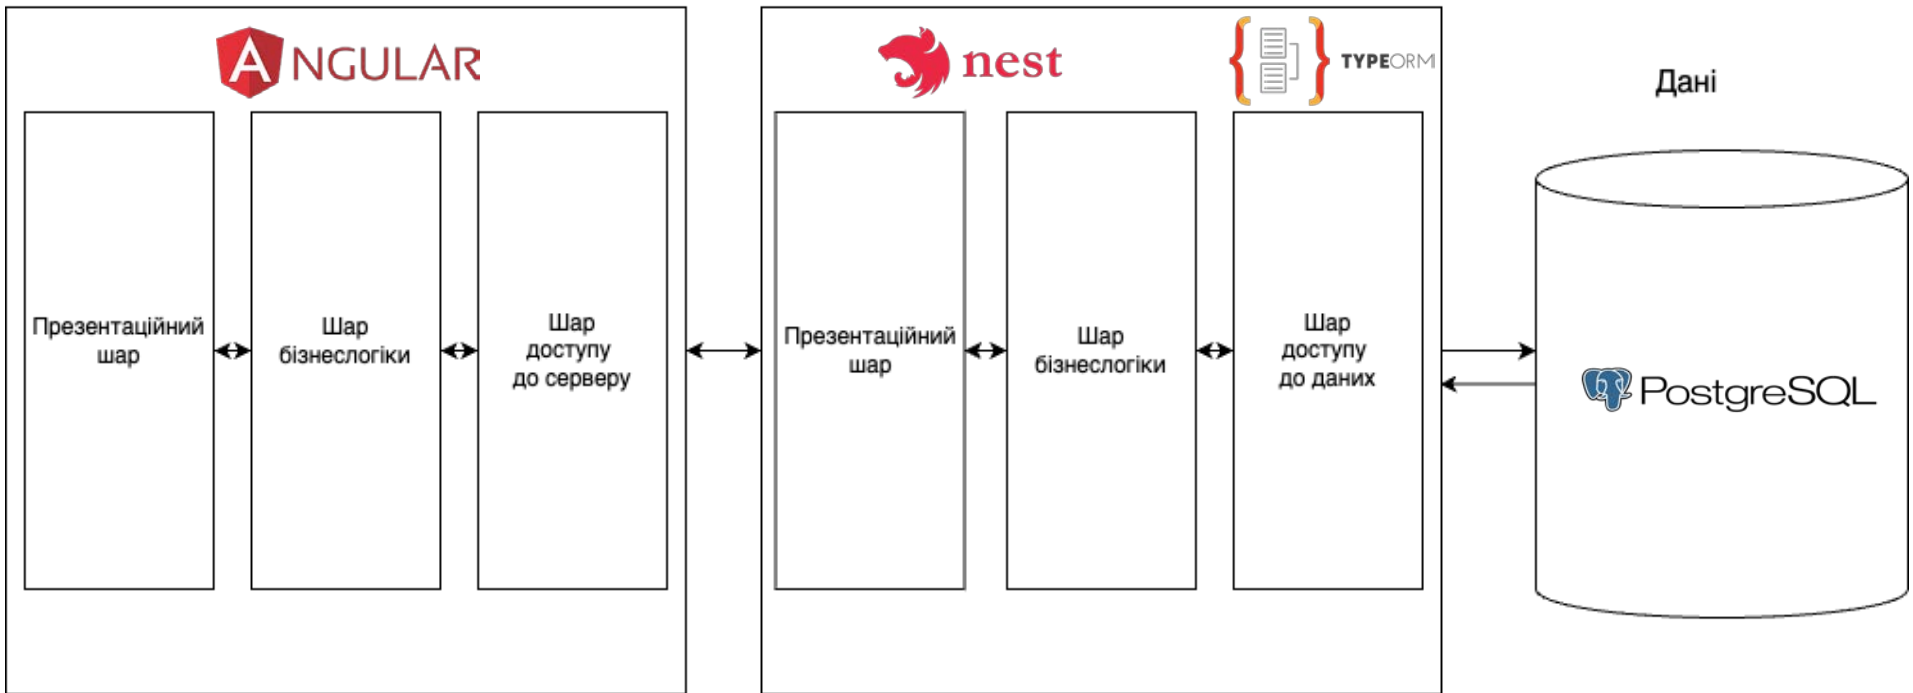 ANGULAR
nest
TYPEORM
Дані
Презентаційний
шар
Шар
бізнеслогіки
Шар
доступу
до серверу
Презентаційний
шар
Шар
бізнеслогіки
Шар
доступу
до даних
PostgreSQL